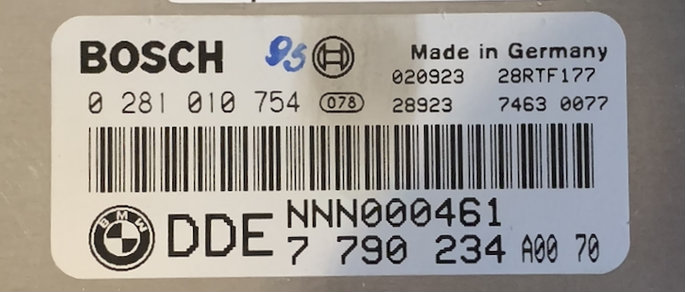 BOSCH 95 Made in Germany
020923 28RTF177
0 281 010 754 078 28923 7463 0077
BMW DDE NNN000461
7 790 234 A00 70